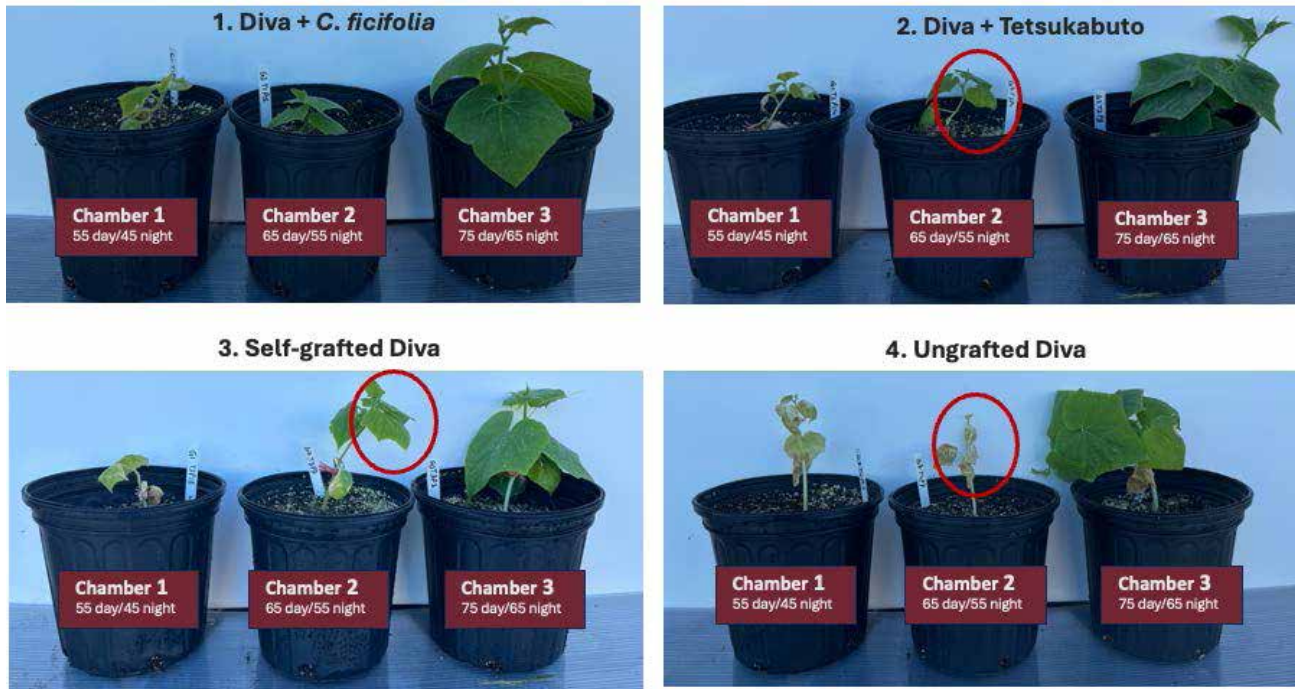 1. Diva + C. ficifolia
Chamber 1
55 day/45 night
Chamber 2
65 day/55 night
Chamber 3
75 day/65 night
2. Diva + Tetsukabuto
Chamber 1
55 day/45 night
Chamber 2
65 day/55 night
Chamber 3
75 day/65 night
3. Self-grafted Diva
Chamber 1
55 day/45 night
Chamber 2
65 day/55 night
Chamber 3
75 day/65 night
4. Ungrafted Diva
Chamber 1
55 day/45 night
Chamber 2
65 day/55 night
Chamber 3
75 day/65 night